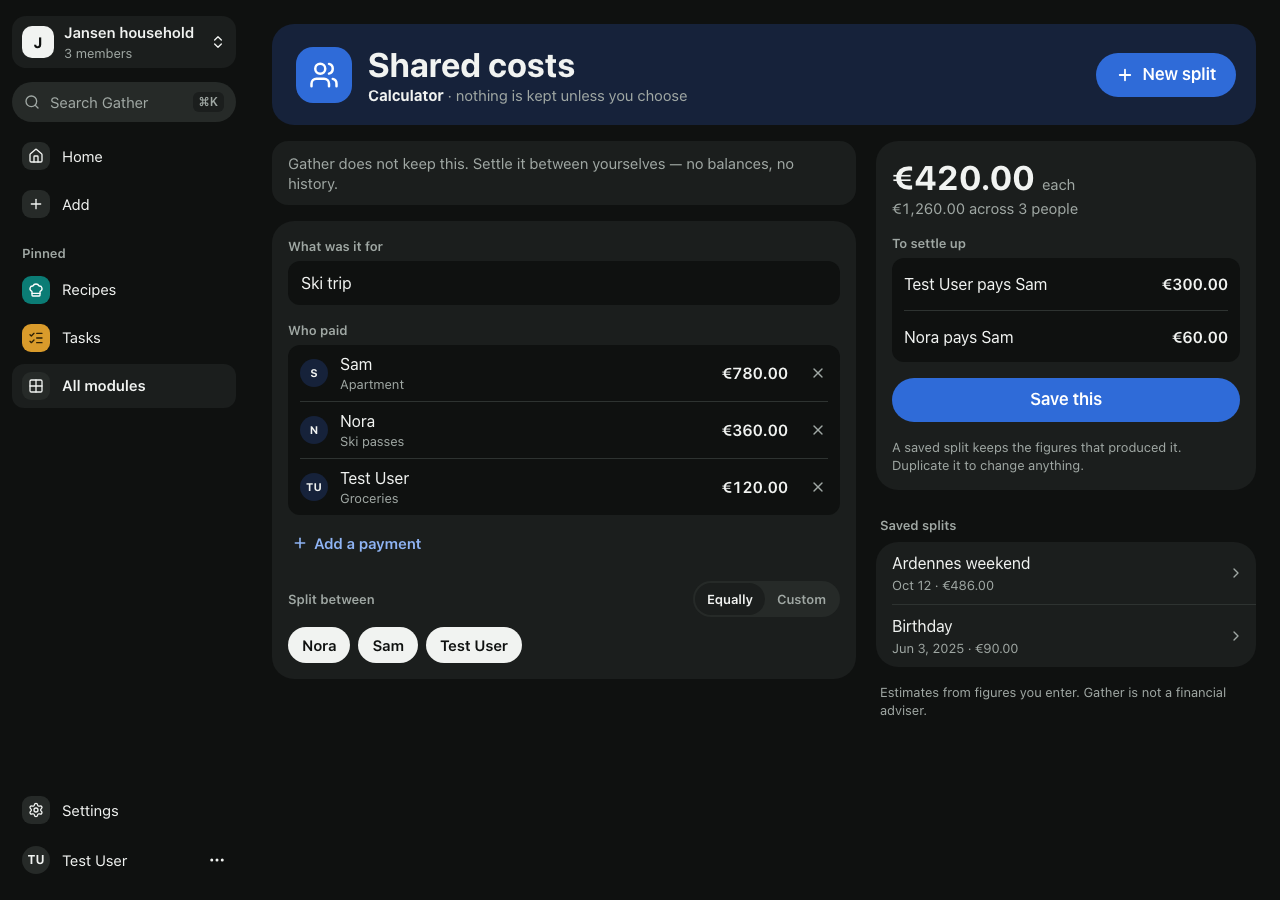 J
Jansen household
3 members
Search Gather
⌘K
Home
Add
Pinned
Recipes
Tasks
All modules
Settings
TU
Test User
Shared costs
Calculator · nothing is kept unless you choose
New split
Gather does not keep this. Settle it between yourselves — no balances, no
history.
What was it for
Ski trip
Who paid
S
Sam
Apartment
€780.00
N
Nora
Ski passes
€360.00
TU
Test User
Groceries
€120.00
Add a payment
Split between
Equally
Custom
Nora
Sam
Test User
€420.00 each
€1,260.00 across 3 people
To settle up
Test User pays Sam
€300.00
Nora pays Sam
€60.00
Save this
A saved split keeps the figures that produced it.
Duplicate it to change anything.
Saved splits
Ardennes weekend
Oct 12 · €486.00
Birthday
Jun 3, 2025 · €90.00
Estimates from figures you enter. Gather is not a financial
adviser.